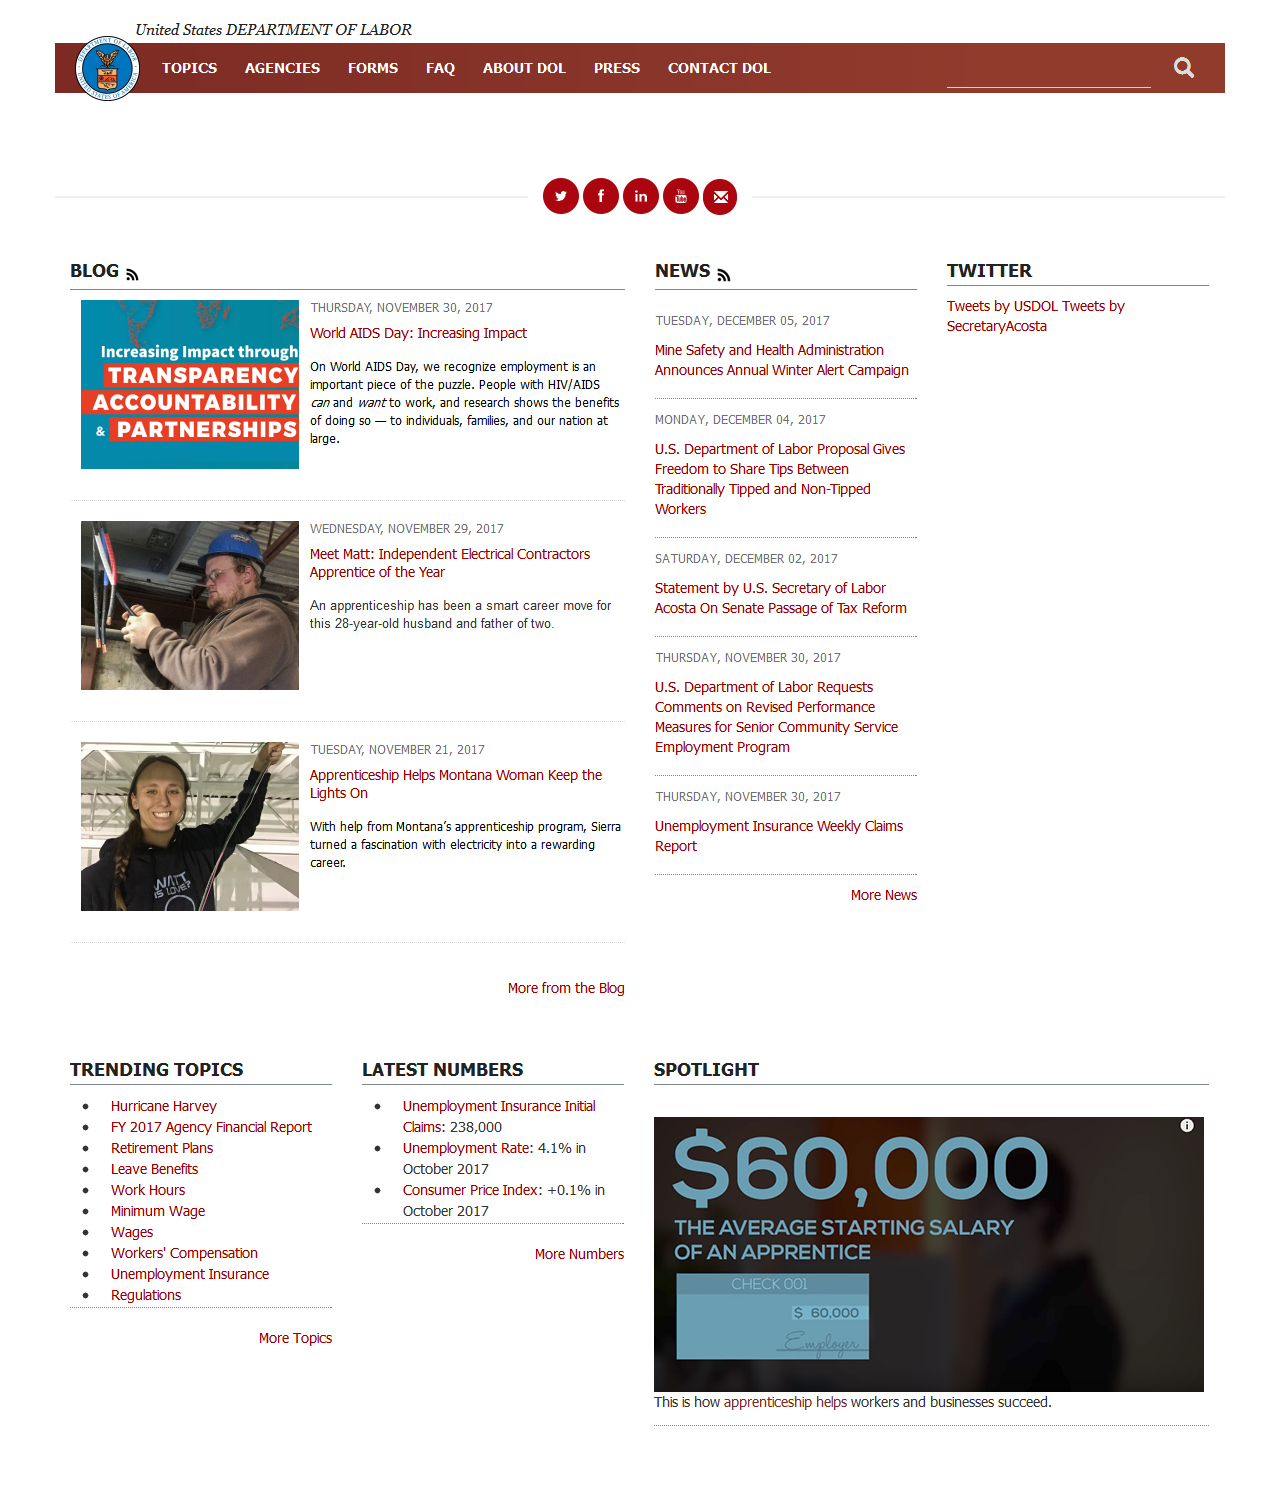 United States DEPARTMENT OF LABOR
TOPICS AGENCIES FORMS FAQ ABOUT DOL PRESS CONTACT DOL
BLOG
THURSDAY, NOVEMBER 30, 2017
World AIDS Day: Increasing Impact
On World AIDS Day, we recognize employment is an
important piece of the puzzle. People with HIV/AIDS
can and want to work, and research shows the benefits
of doing so — to individuals, families, and our nation at
large.
Increasing Impact through
TRANSPARENCY
ACCOUNTABILITY
& PARTNERSHIPS
WEDNESDAY, NOVEMBER 29, 2017
Meet Matt: Independent Electrical Contractors
Apprentice of the Year
An apprenticeship has been a smart career move for
this 28-year-old husband and father of two.
TUESDAY, NOVEMBER 21, 2017
Apprenticeship Helps Montana Woman Keep the
Lights On
With help from Montana’s apprenticeship program, Sierra
turned a fascination with electricity into a rewarding
career.
WATT
IS LOVE?
More from the Blog
NEWS
TUESDAY, DECEMBER 05, 2017
Mine Safety and Health Administration
Announces Annual Winter Alert Campaign
MONDAY, DECEMBER 04, 2017
U.S. Department of Labor Proposal Gives
Freedom to Share Tips Between
Traditionally Tipped and Non-Tipped
Workers
SATURDAY, DECEMBER 02, 2017
Statement by U.S. Secretary of Labor
Acosta On Senate Passage of Tax Reform
THURSDAY, NOVEMBER 30, 2017
U.S. Department of Labor Requests
Comments on Revised Performance
Measures for Senior Community Service
Employment Program
THURSDAY, NOVEMBER 30, 2017
Unemployment Insurance Weekly Claims
Report
More News
TWITTER
Tweets by USDOL Tweets by
SecretaryAcosta
TRENDING TOPICS
Hurricane Harvey
FY 2017 Agency Financial Report
Retirement Plans
Leave Benefits
Work Hours
Minimum Wage
Wages
Workers' Compensation
Unemployment Insurance
Regulations
More Topics
LATEST NUMBERS
Unemployment Insurance Initial
Claims: 238,000
Unemployment Rate: 4.1% in
October 2017
Consumer Price Index: +0.1% in
October 2017
More Numbers
SPOTLIGHT
$60,000
THE AVERAGE STARTING SALARY
OF AN APPRENTICE
CHECK 001
$ 60,000
Employer
This is how apprenticeship helps workers and businesses succeed.